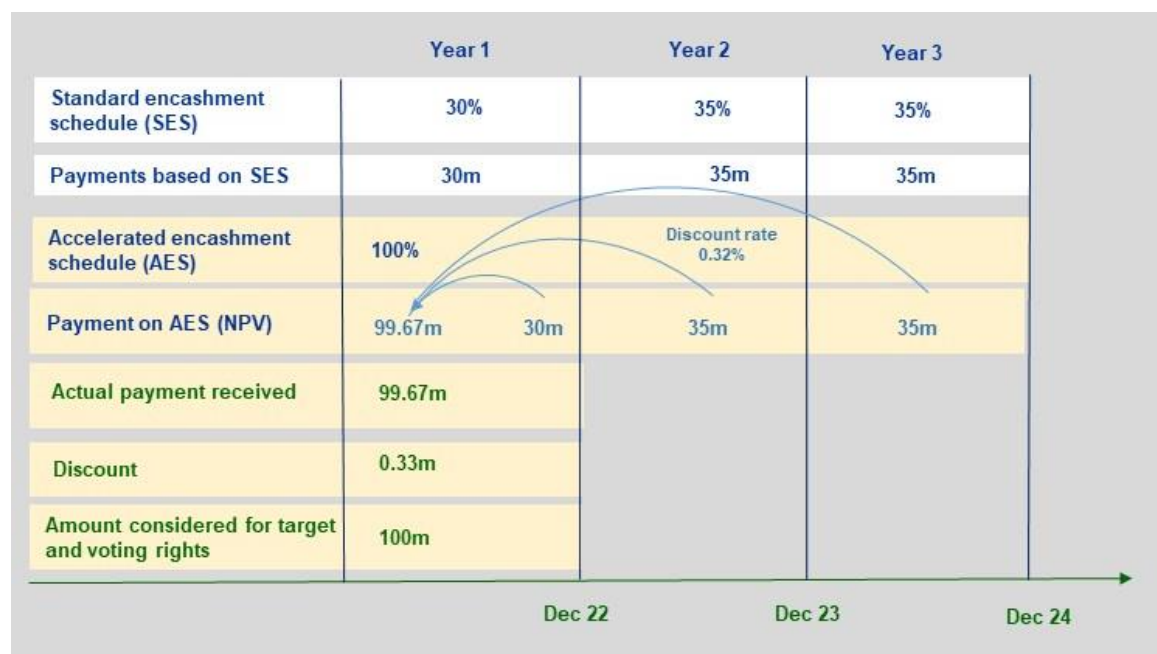 Year 1 Year 2 Year 3
Standard encashment
schedule (SES)
30% 35% 35%
Payments based on SES 30m 35m 35m
Accelerated encashment
schedule (AES)
100%
Discount rate
0.32%
Payment on AES (NPV) 99.67m 30m 35m 35m
Actual payment received 99.67m
Discount 0.33m
Amount considered for target
and voting rights
100m
Dec 22 Dec 23 Dec 24